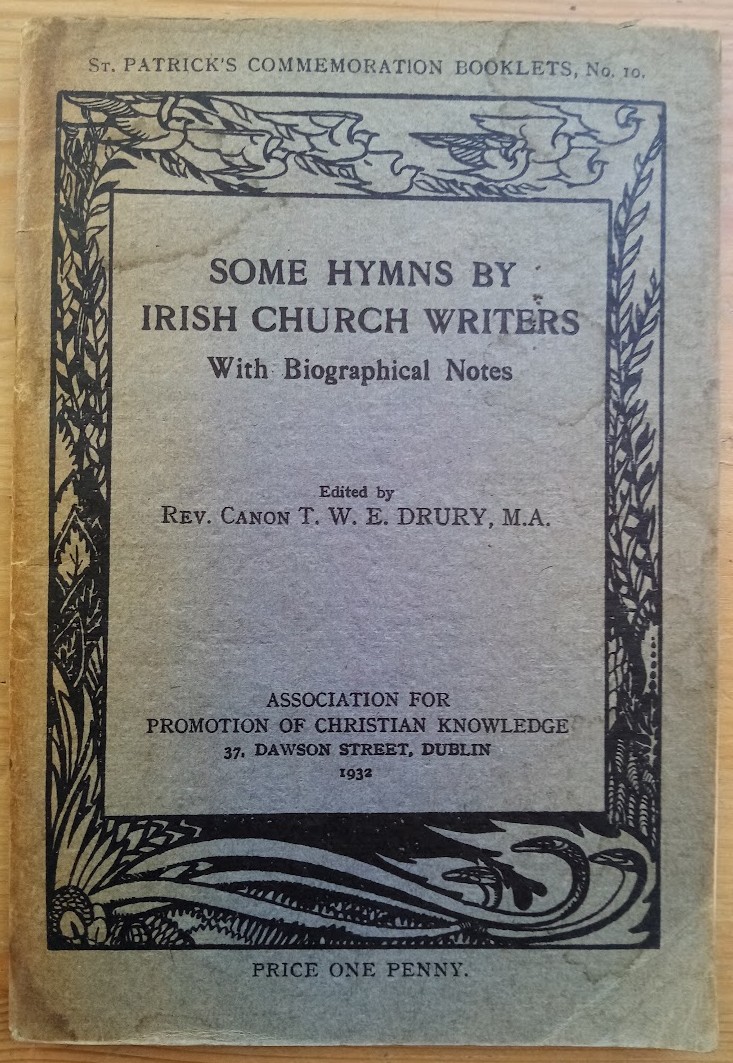 St. PATRICK'S COMMEMORATION BOOKLETS, No. 10.
SOME HYMNS BY
IRISH CHURCH WRITERS
With Biographical Notes
Edited by
Rev. Canon T. W. E. DRURY, M.A.
ASSOCIATION FOR
PROMOTION OF CHRISTIAN KNOWLEDGE
37, DAWSON STREET, DUBLIN
1932
PRICE ONE PENNY.